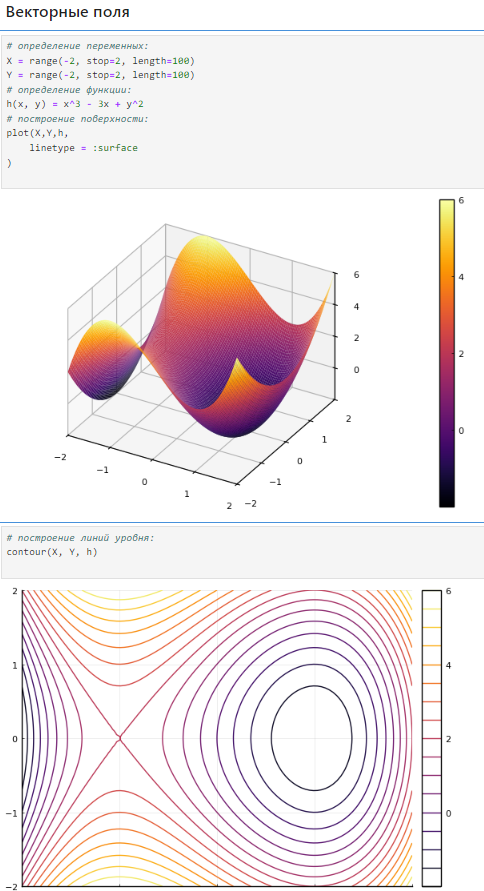 Векторные поля
# определение переменных:
X = range(-2, stop=2, length=100)
Y = range(-2, stop=2, length=100)
# определение функции:
h(x, y) = x^3 - 3x + y^2
# построение поверхности:
plot(X,Y,h,
    linetype = :surface
)
6
4
2
0
6
4
2
0
−2
−1
0
1
2
−2
−1
0
1
2
# построение линий уровня:
contour(X, Y, h)
2
1
0
−1
−2
6
4
2
0